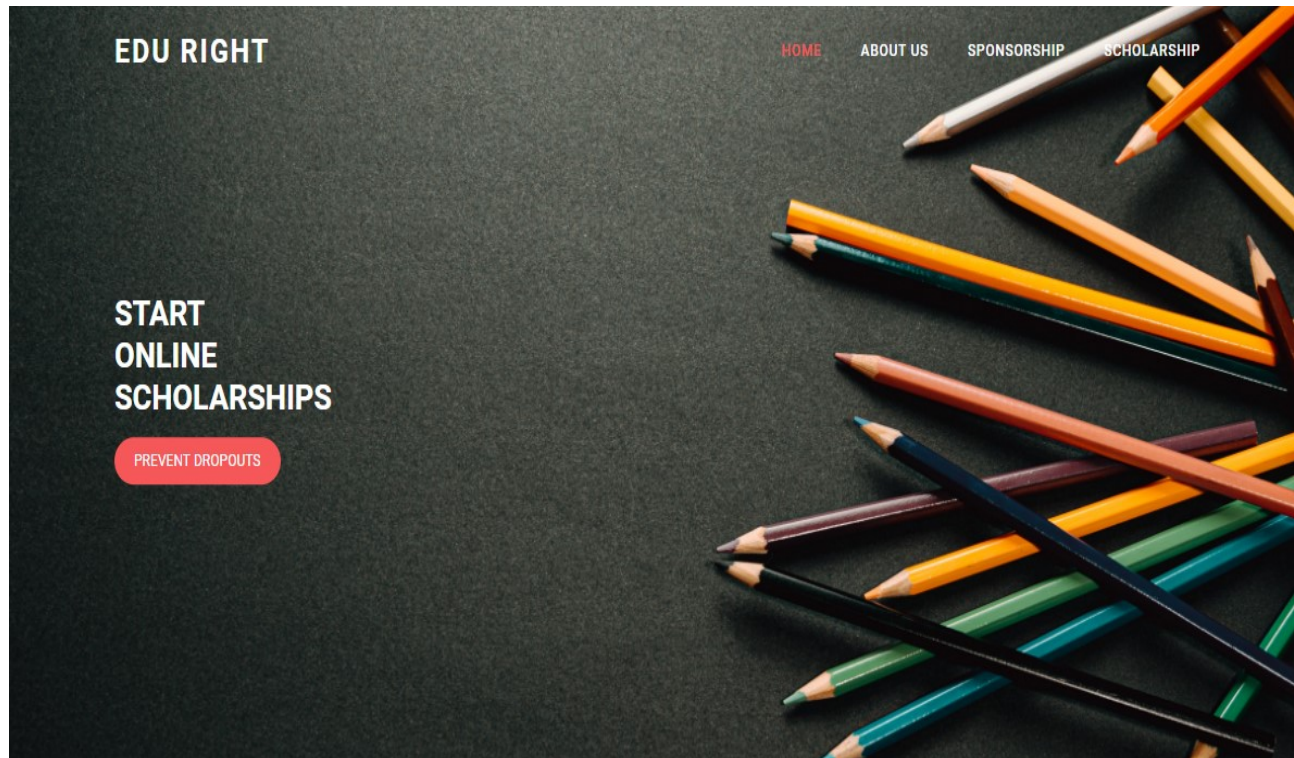 EDU RIGHT
HOME ABOUT US SPONSORSHIP SCHOLARSHIP
START
ONLINE
SCHOLARSHIPS
PREVENT DROPOUTS